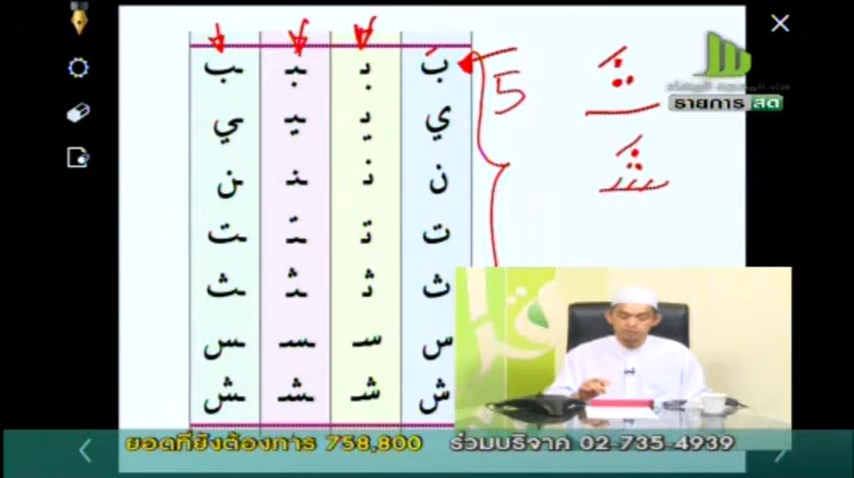 بَ بـ ـبـ ـب
ي يـ ـيـ ـي
ن نـ ـنـ ـن
ت تـ ـتـ ـت
ث ثـ ـثـ ـث
س سـ ـسـ ـس
ش شـ ـشـ ـش
5
รายการ สด
ยอดที่ยังต้องการ 758,800 ร่วมบริจาค 02-735-4939